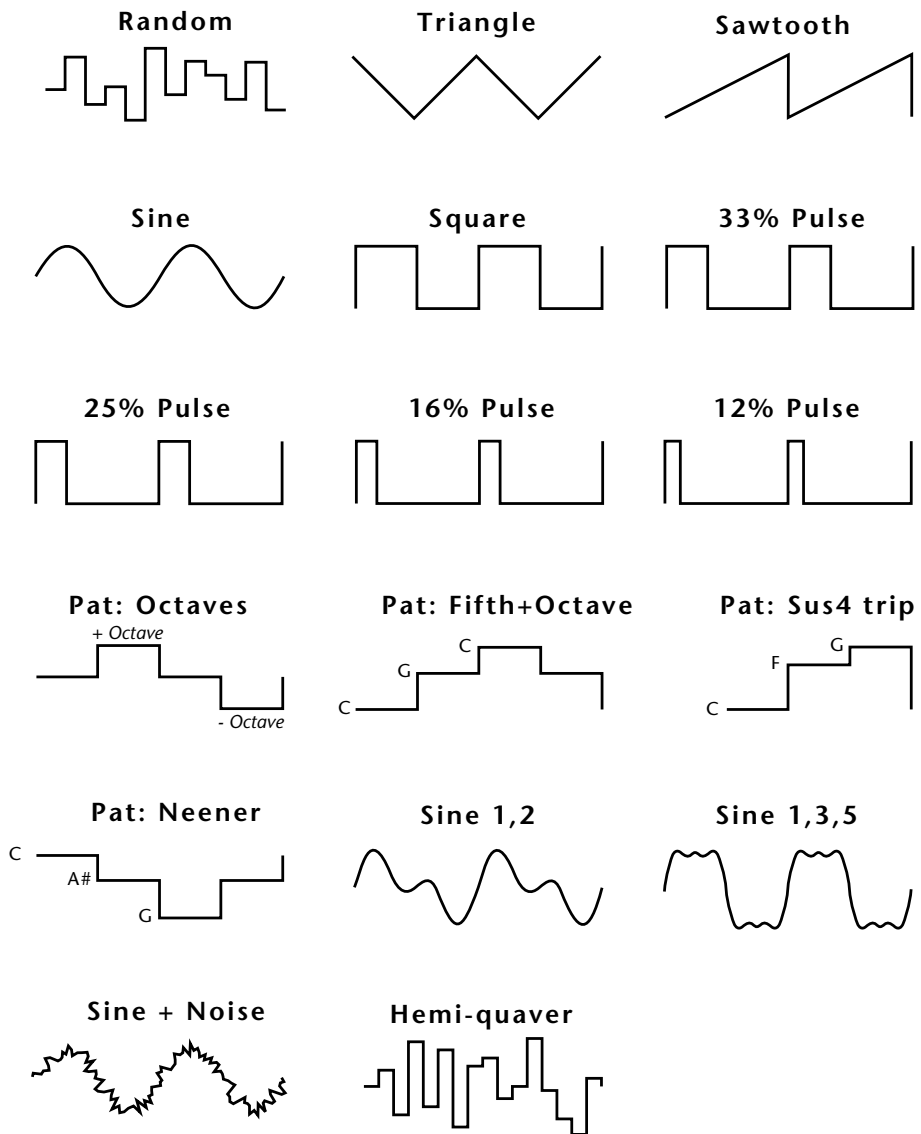 Random
Triangle
Sawtooth
Sine
Square
33% Pulse
25% Pulse
16% Pulse
12% Pulse
Pat: Octaves
+ Octave
- Octave
Pat: Fifth+Octave
C
G
C
Pat: Sus4 trip
G
F
C
Pat: Neener
C
A#
G
Sine 1,2
Sine 1,3,5
Sine + Noise
Hemi-quaver